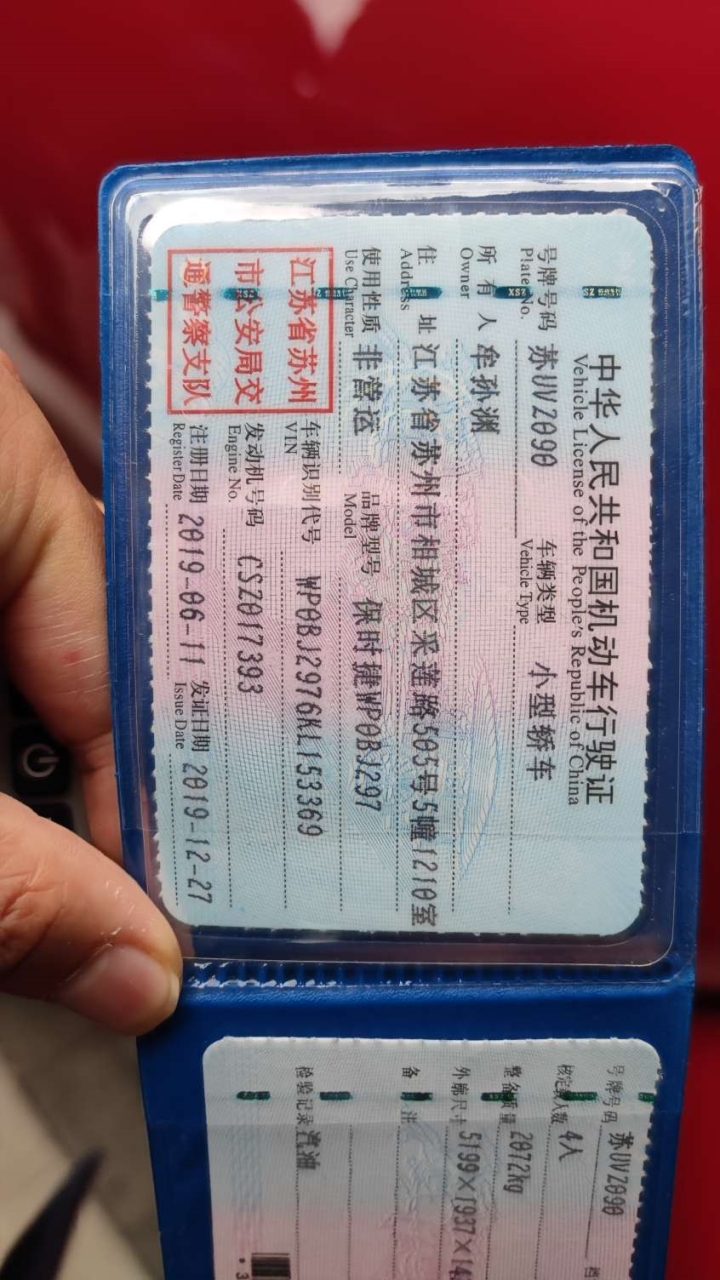 中华人民共和国机动车行驶证
Vehicle License of the People's Republic of China
号牌号码 苏UVZ090 车辆类型 小型轿车
Plate No. Vehicle Type
所有人 牟孙渊
Owner
住址 江苏省苏州市相城区采莲路503号5幢1210室
Address
使用性质 非营运 品牌型号 保时捷WP0BJ297
Use Character Model
江苏省苏州
市公安局交
通警察支队
车辆识别代号 WP0BJ2976KL153369
VIN
发动机号码 CSZ017393
Engine No.
注册日期 2019-06-11 发证日期 2019-12-27
Register Date Issue Date
号牌号码 苏UVZ090 档
核定载人数 4人
整备质量 2072kg
外廓尺寸 5199×1937×14
备注
检验记录 汽油